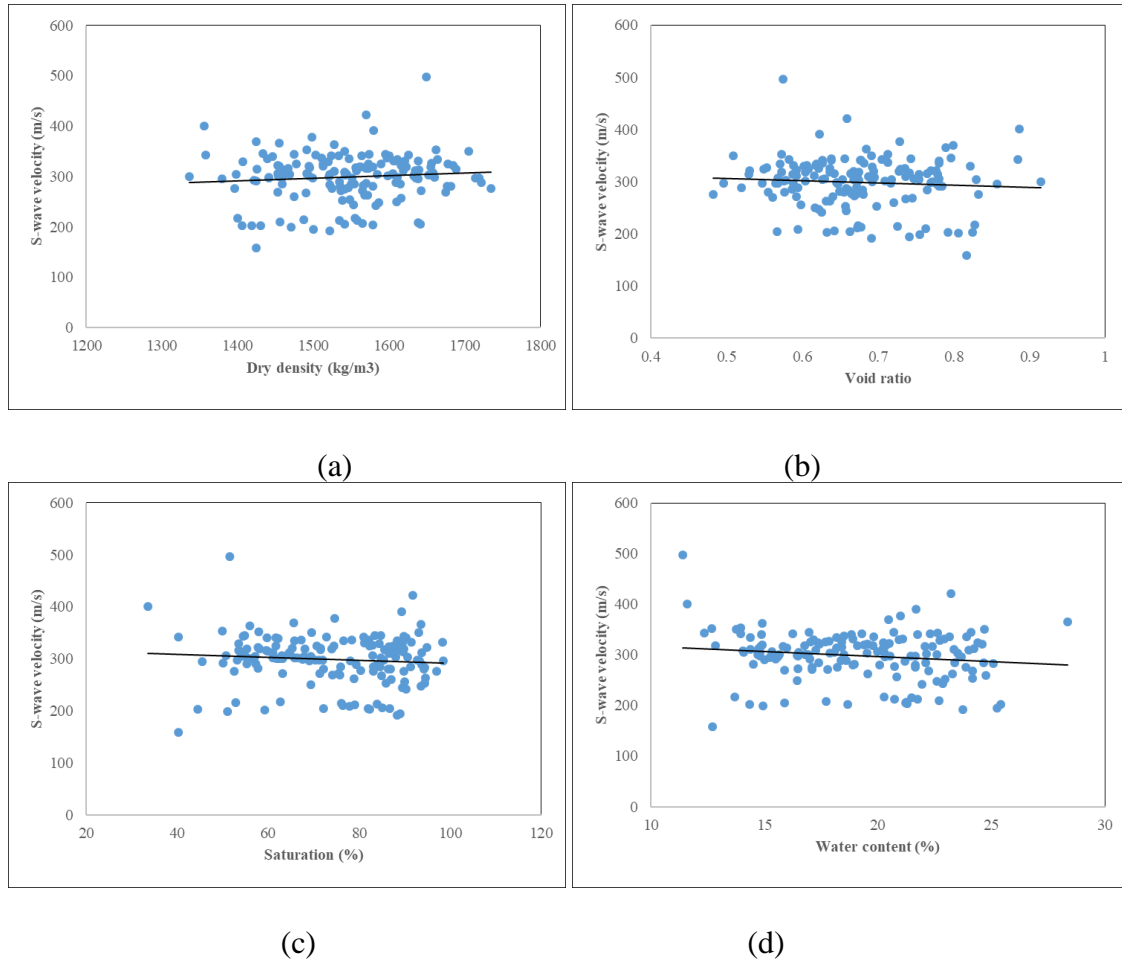 600
500
400
300
200
100
0
S-wave velocity (m/s)
1200 1300 1400 1500 1600 1700 1800
Dry density (kg/m3)
(a)
600
500
400
300
200
100
0
S-wave velocity (m/s)
0.4 0.5 0.6 0.7 0.8 0.9 1
Void ratio
(b)
600
500
400
300
200
100
0
S-wave velocity (m/s)
20 40 60 80 100 120
Saturation (%)
(c)
600
500
400
300
200
100
0
S-wave velocity (m/s)
10 15 20 25 30
Water content (%)
(d)